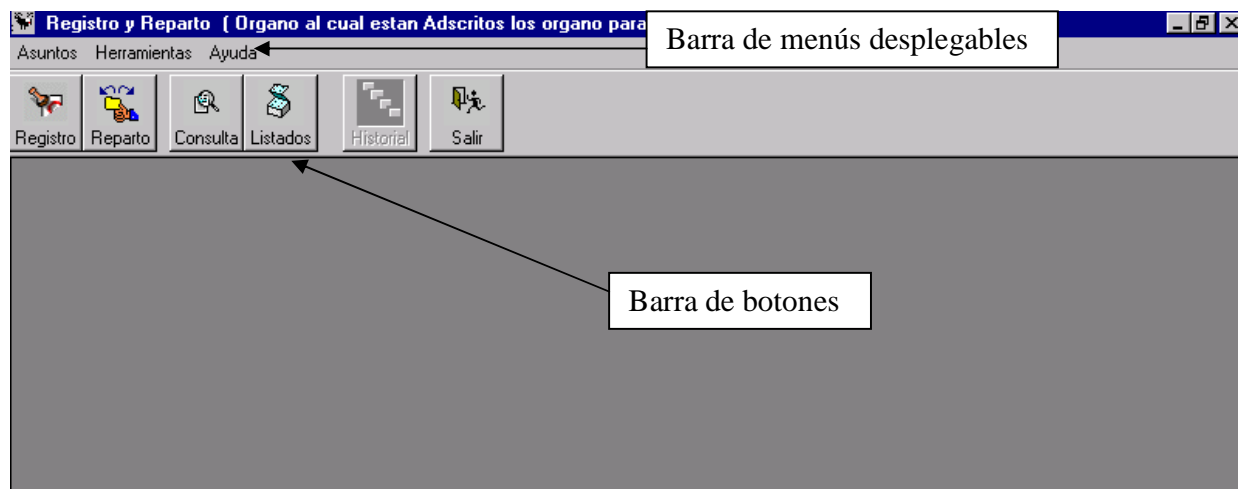 Registro y Reparto ( Organo al cual estan Adscritos los organo para
Barra de menús desplegables
Asuntos Herramientas Ayuda
Registro Reparto Consulta Listados Historial Salir
Barra de botones